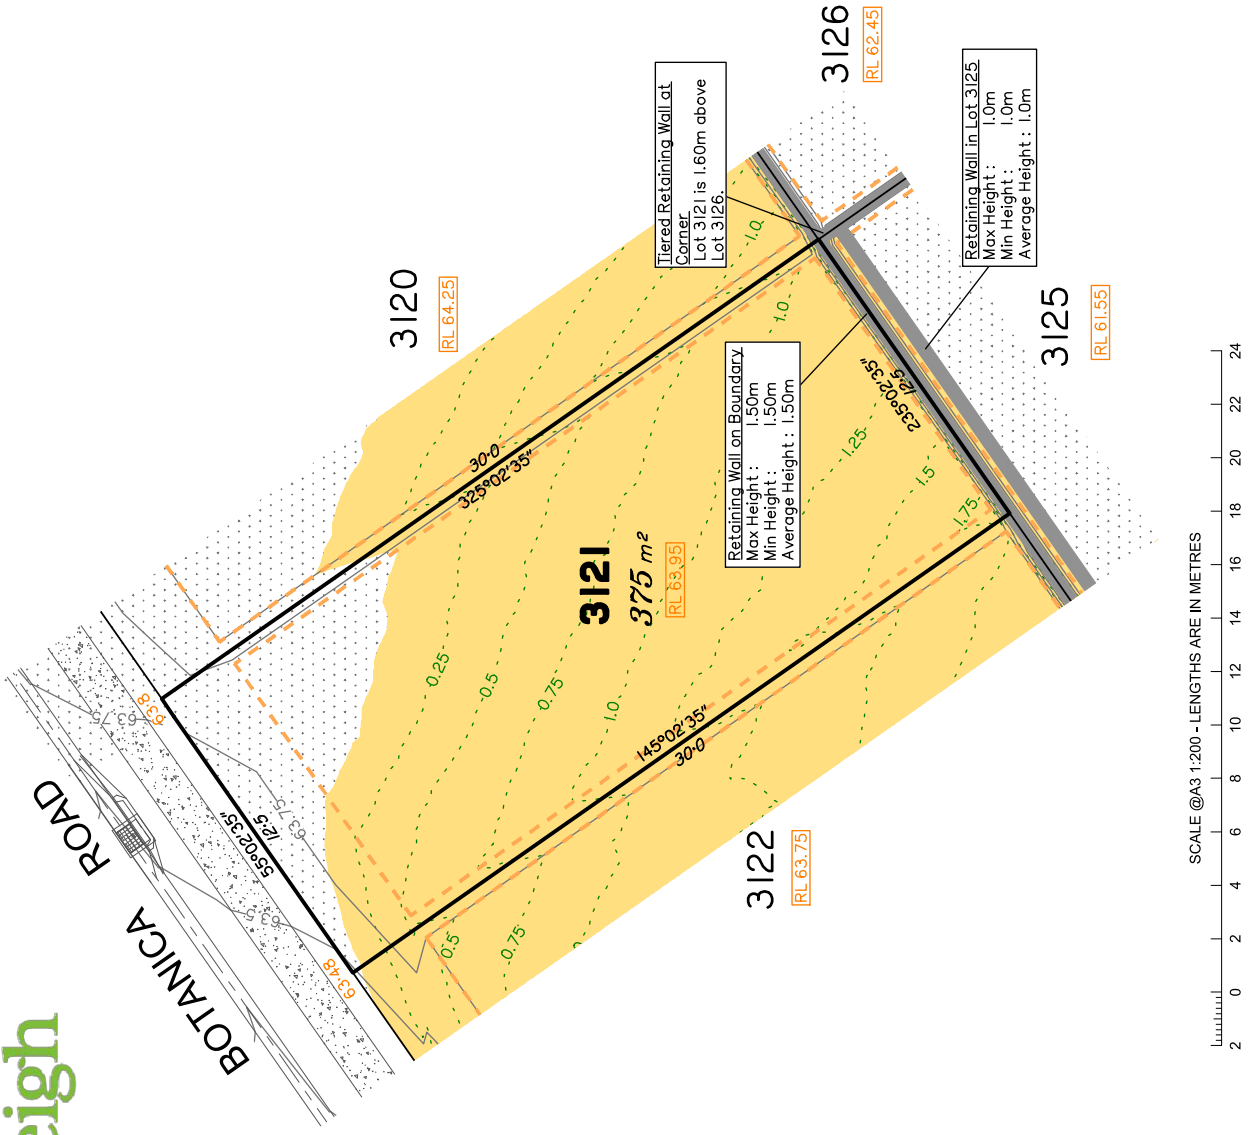 eigh
BOTANICA ROAD
3126
RL 62.45
Tiered Retaining Wall at
Corner
Lot 3121 is 1.60m above
Lot 3126.
Retaining Wall in Lot 3125
Max Height : 1.0m
Min Height : 1.0m
Average Height : 1.0m
3120
RL 64.25
3125
RL 61.55
Retaining Wall on Boundary
Max Height : 1.50m
Min Height : 1.50m
Average Height : 1.50m
3121
375 m²
RL 63.95
3122
RL 63.75
30·0
325°02'35"
235°02'35"
12·5
145°02'35"
30·0
55°02'35"
12·5
63·8
63.75
63.75
63.5
63·48
1.0
1.0
1.25
1.5
1.75
0.25
0.5
0.75
1.0
0.5
0.75
SCALE @A3 1:200 - LENGTHS ARE IN METRES
2 0 2 4 6 8 10 12 14 16 18 20 22 24